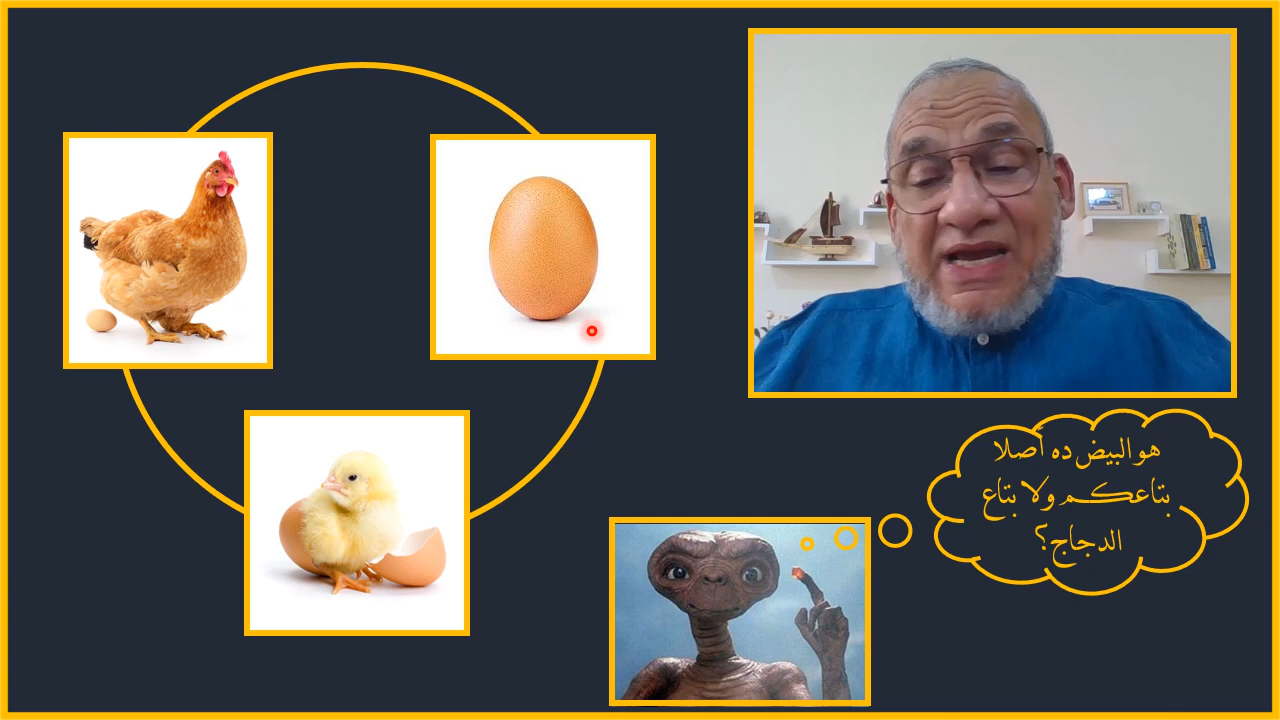 هو البيض ده أصلا
بتاعكم ولا بتاع
الدجاج؟